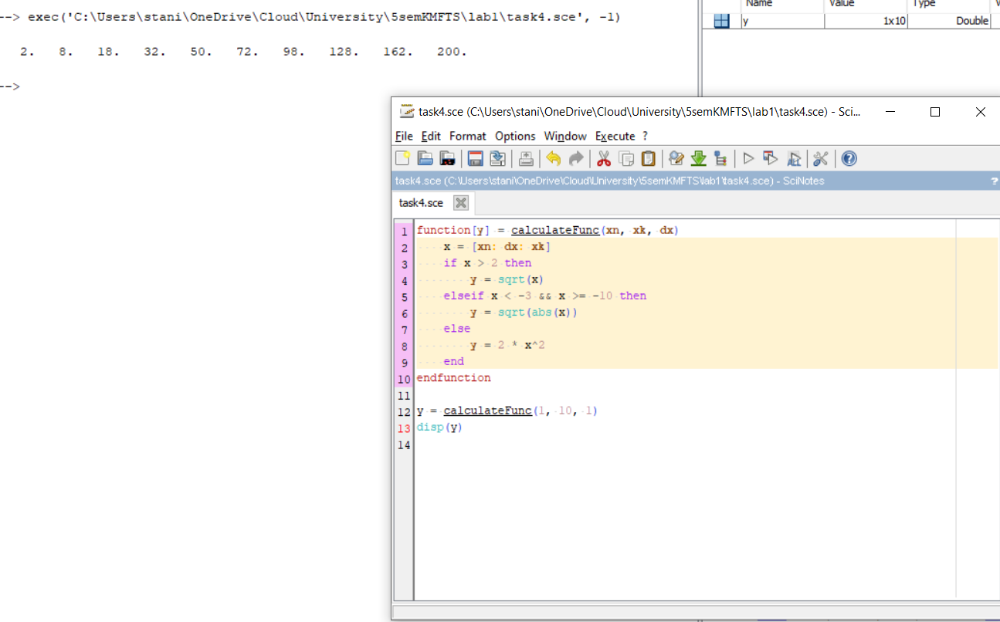 --> exec('C:\Users\stani\OneDrive\Cloud\University\5semKMFTS\lab1\task4.sce', -1)
2. 8. 18. 32. 50. 72. 98. 128. 162. 200.
-->
Name Value Type
y 1x10 Double
task4.sce (C:\Users\stani\OneDrive\Cloud\University\5semKMFTS\lab1\task4.sce) - Sci...
File Edit Format Options Window Execute ?
task4.sce (C:\Users\stani\OneDrive\Cloud\University\5semKMFTS\lab1\task4.sce) - SciNotes ?
task4.sce
1 function[y] = calculateFunc(xn, xk, dx)
2     x = [xn: dx: xk]
3     if x > 2 then
4         y = sqrt(x)
5     elseif x < -3 && x >= -10 then
6         y = sqrt(abs(x))
7     else
8         y = 2 * x^2
9     end
10 endfunction
11
12 y = calculateFunc(1, 10, 1)
13 disp(y)
14